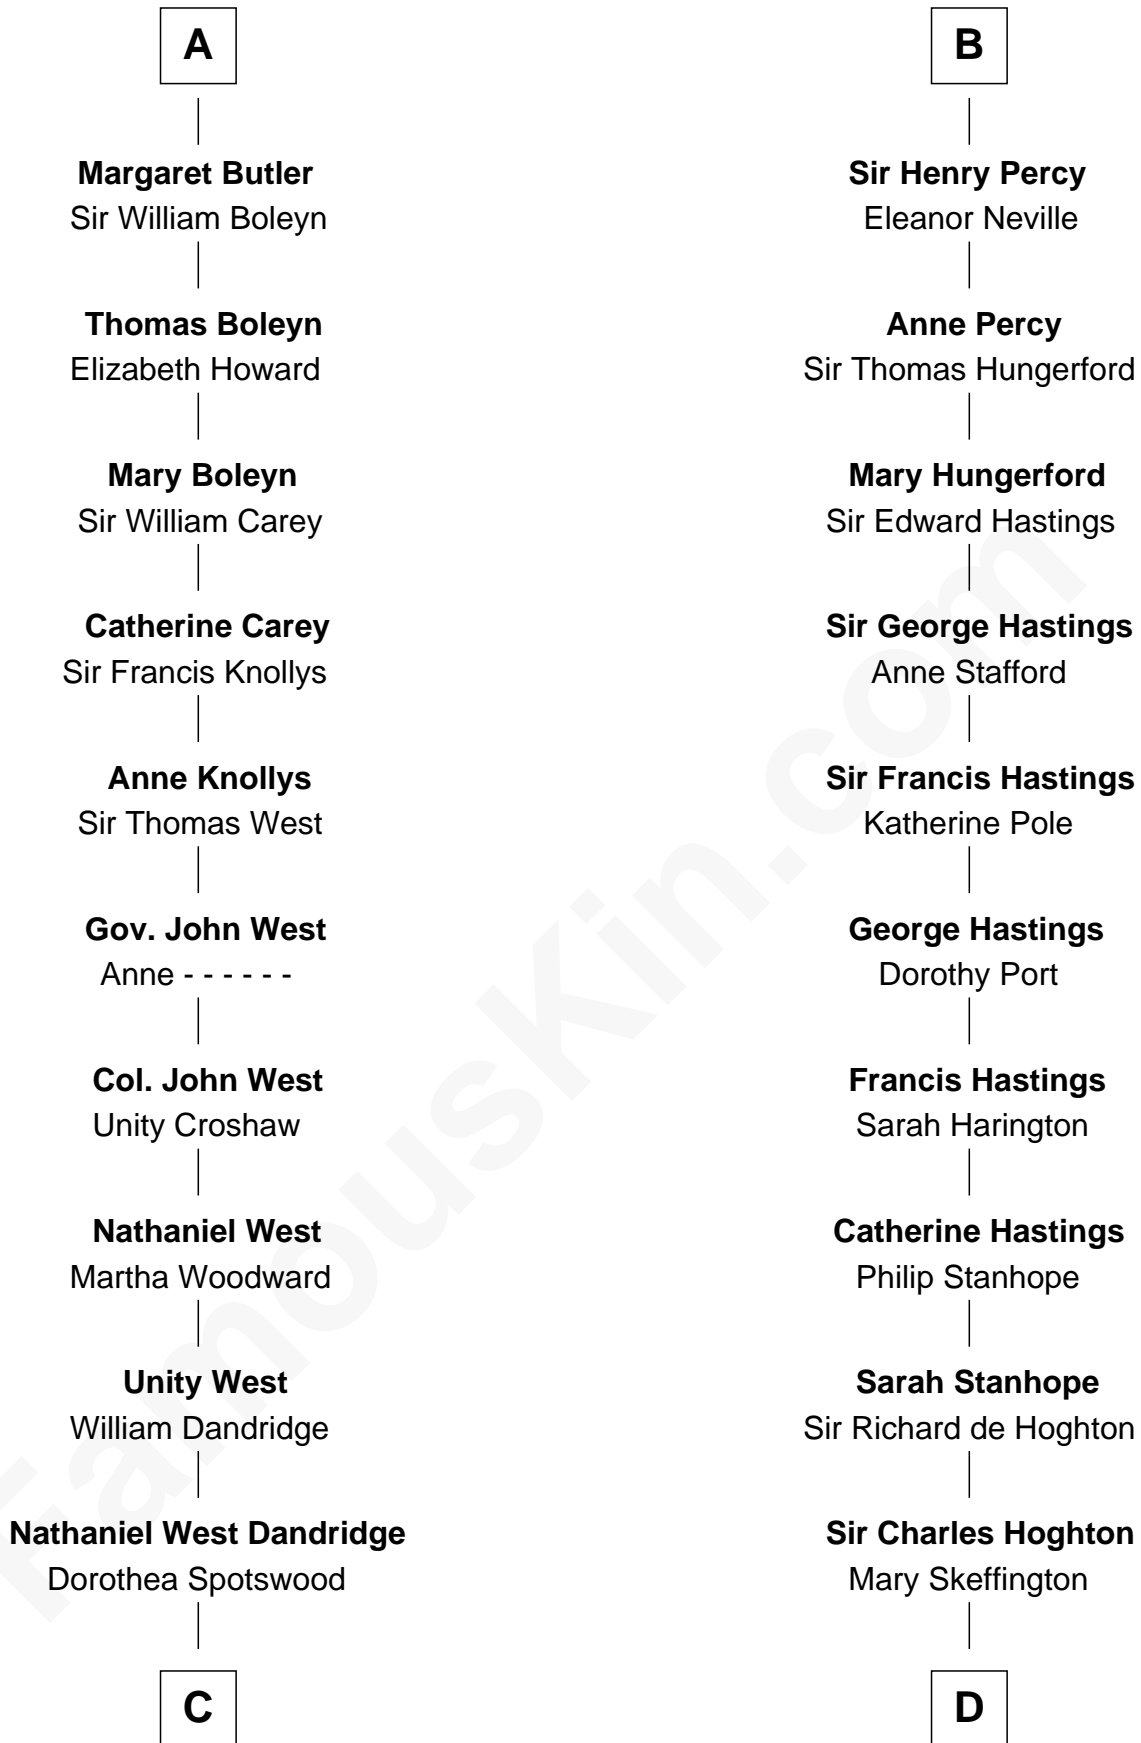 A
Margaret Butler
Sir William Boleyn
Thomas Boleyn
Elizabeth Howard
Mary Boleyn
Sir William Carey
Catherine Carey
Sir Francis Knollys
Anne Knollys
Sir Thomas West
Gov. John West
Anne - - - - - -
Col. John West
Unity Croshaw
Nathaniel West
Martha Woodward
Unity West
William Dandridge
Nathaniel West Dandridge
Dorothea Spotswood
C
B
Sir Henry Percy
Eleanor Neville
Anne Percy
Sir Thomas Hungerford
Mary Hungerford
Sir Edward Hastings
Sir George Hastings
Anne Stafford
Sir Francis Hastings
Katherine Pole
George Hastings
Dorothy Port
Francis Hastings
Sarah Harington
Catherine Hastings
Philip Stanhope
Sarah Stanhope
Sir Richard de Hoghton
Sir Charles Hoghton
Mary Skeffington
D
FamousKin.com